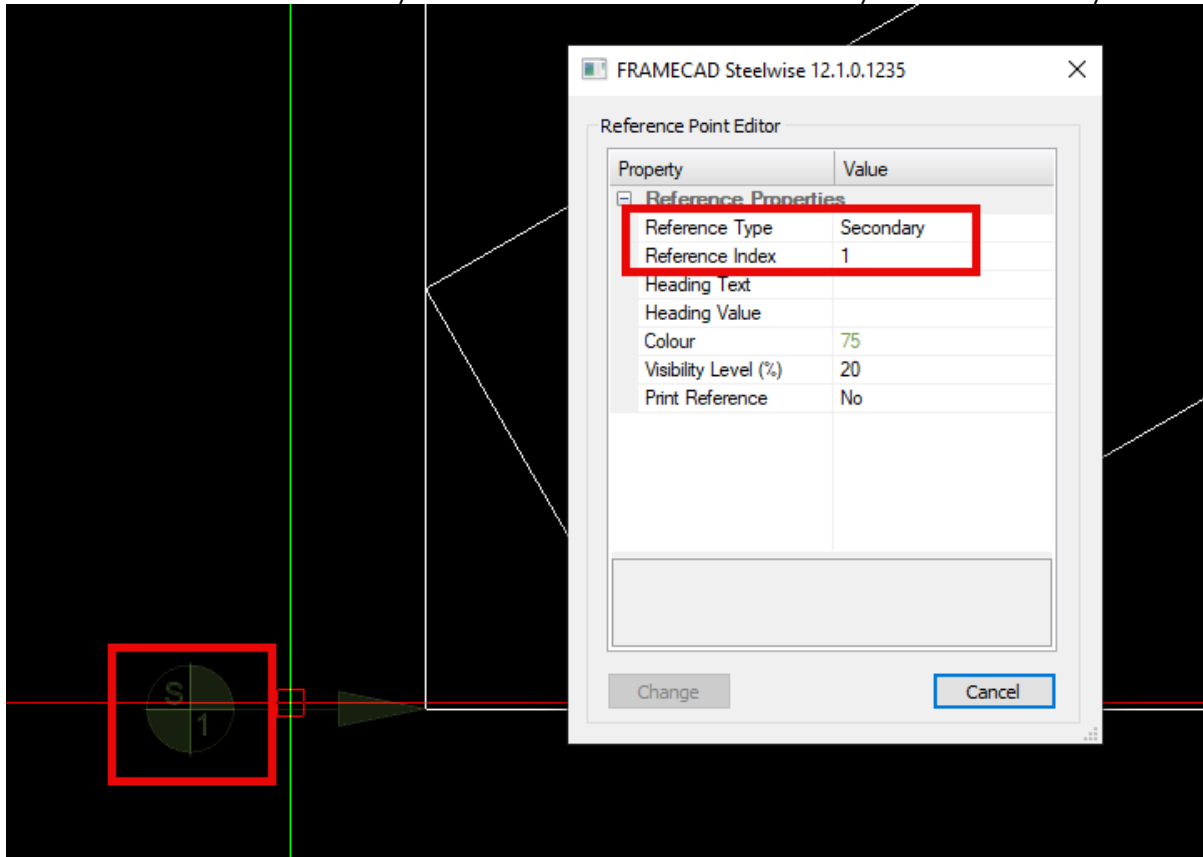 FRAMECAD Steelwise 12.1.0.1235
Reference Point Editor
Property Value
Reference Properties
Reference Type Secondary
Reference Index 1
Heading Text
Heading Value
Colour 75
Visibility Level (%) 20
Print Reference No
S
1
Change Cancel